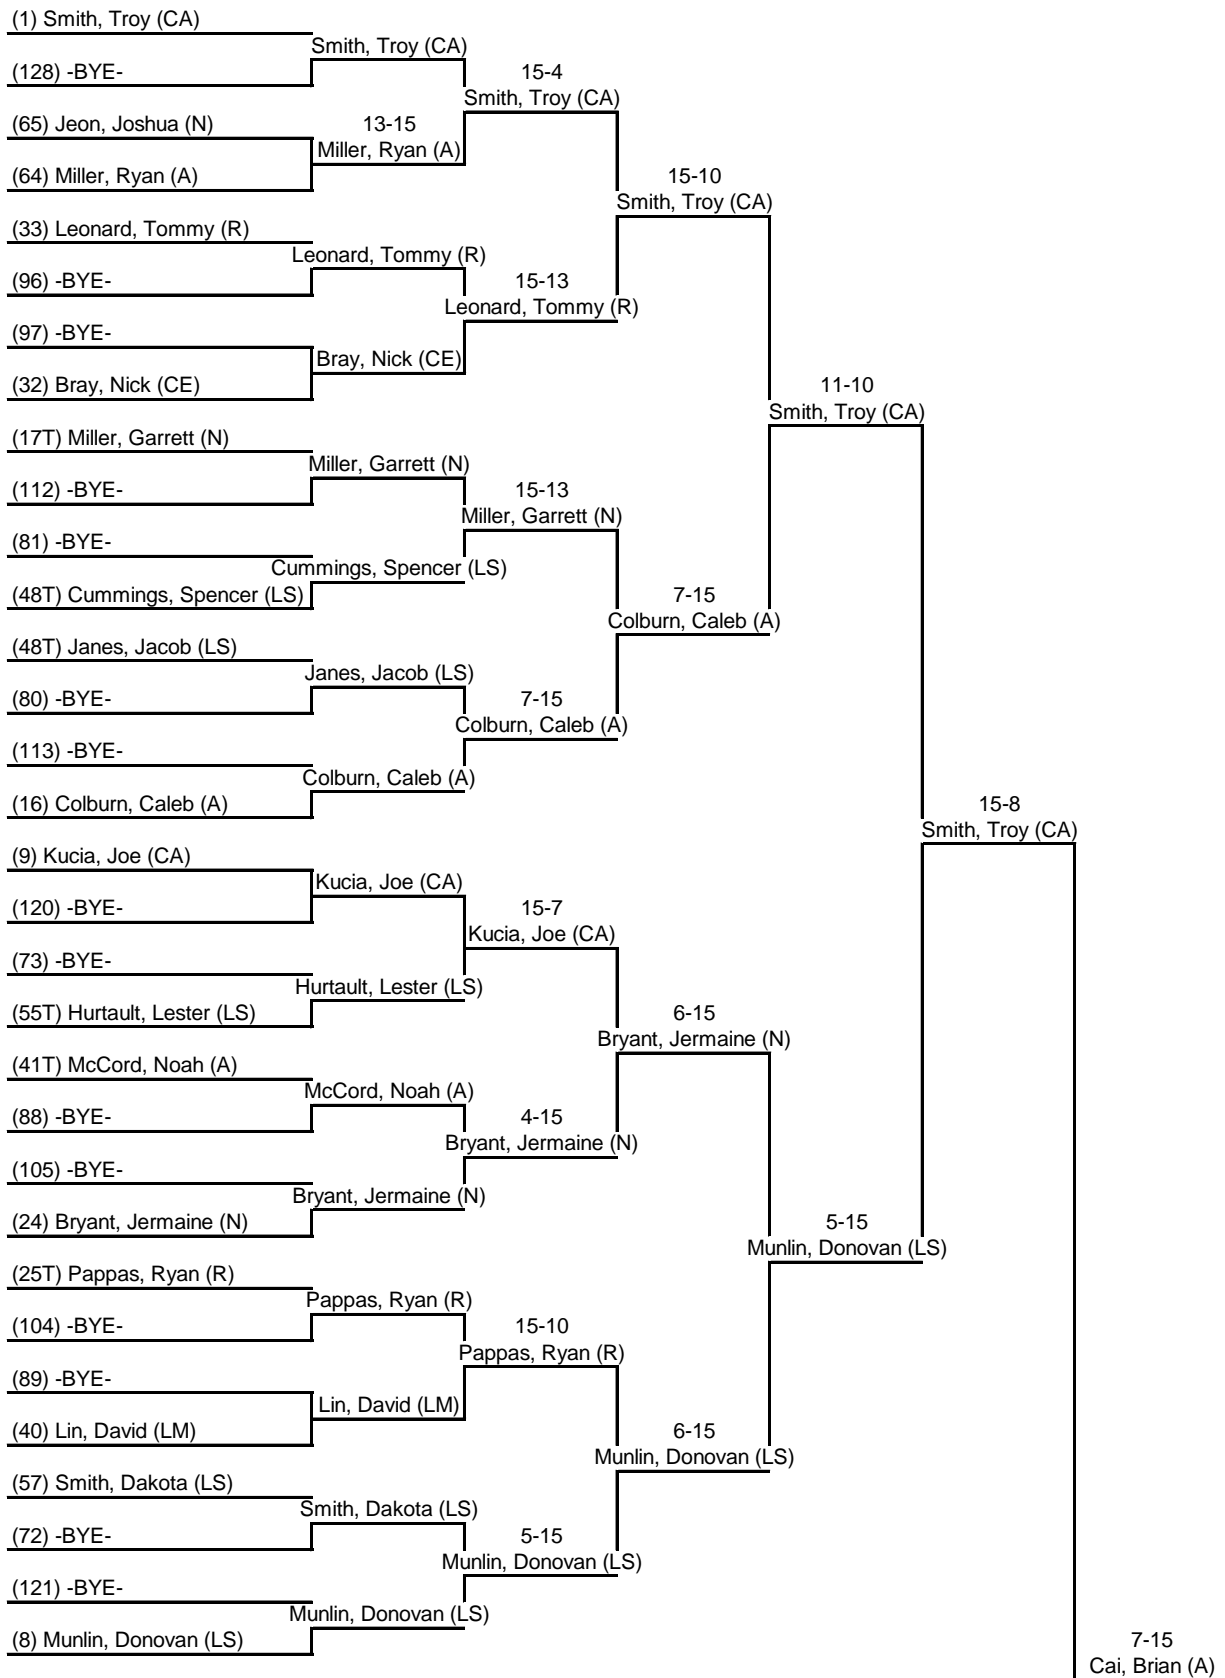 (1) Smith, Troy (CA)
Smith, Troy (CA)
(128) -BYE-
15-4
Smith, Troy (CA)
(65) Jeon, Joshua (N)
13-15
Miller, Ryan (A)
(64) Miller, Ryan (A)
15-10
Smith, Troy (CA)
(33) Leonard, Tommy (R)
Leonard, Tommy (R)
(96) -BYE-
15-13
Leonard, Tommy (R)
(97) -BYE-
Bray, Nick (CE)
(32) Bray, Nick (CE)
11-10
Smith, Troy (CA)
(17T) Miller, Garrett (N)
Miller, Garrett (N)
(112) -BYE-
15-13
Miller, Garrett (N)
(81) -BYE-
Cummings, Spencer (LS)
(48T) Cummings, Spencer (LS)
7-15
Colburn, Caleb (A)
(48T) Janes, Jacob (LS)
Janes, Jacob (LS)
(80) -BYE-
7-15
Colburn, Caleb (A)
(113) -BYE-
Colburn, Caleb (A)
(16) Colburn, Caleb (A)
15-8
Smith, Troy (CA)
(9) Kucia, Joe (CA)
Kucia, Joe (CA)
(120) -BYE-
15-7
Kucia, Joe (CA)
(73) -BYE-
Hurtault, Lester (LS)
(55T) Hurtault, Lester (LS)
6-15
Bryant, Jermaine (N)
(41T) McCord, Noah (A)
McCord, Noah (A)
(88) -BYE-
4-15
Bryant, Jermaine (N)
(105) -BYE-
Bryant, Jermaine (N)
(24) Bryant, Jermaine (N)
5-15
Munlin, Donovan (LS)
(25T) Pappas, Ryan (R)
Pappas, Ryan (R)
(104) -BYE-
15-10
Pappas, Ryan (R)
(89) -BYE-
Lin, David (LM)
(40) Lin, David (LM)
6-15
Munlin, Donovan (LS)
(57) Smith, Dakota (LS)
Smith, Dakota (LS)
(72) -BYE-
5-15
Munlin, Donovan (LS)
(121) -BYE-
Munlin, Donovan (LS)
(8) Munlin, Donovan (LS)
7-15
Cai, Brian (A)